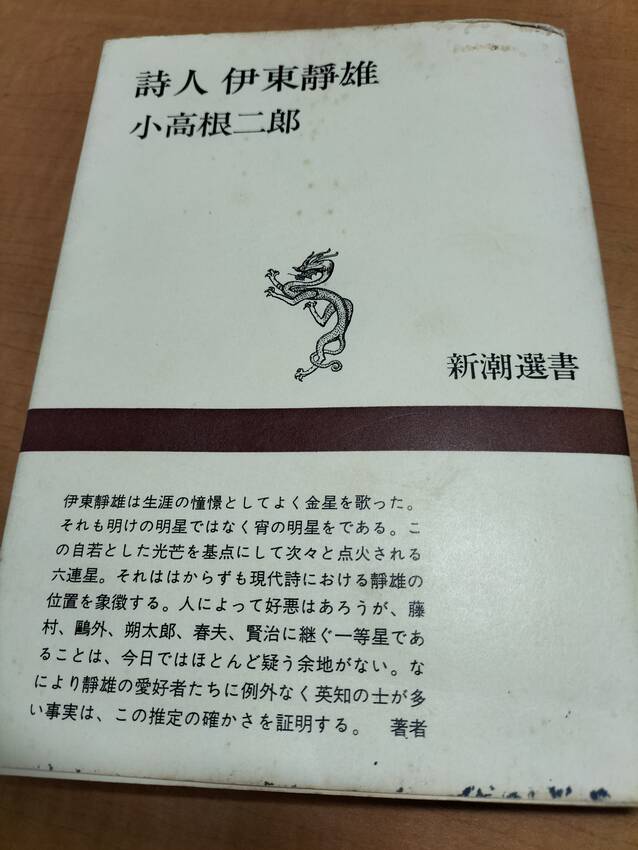 詩人 伊東靜雄
小高根二郎
新潮選書
伊東靜雄は生涯の憧憬としてよく金星を歌った。
それも明けの明星ではなく宵の明星をである。こ
の自若とした光芒を基点にして次々と点火される
六連星。それははからずも現代詩における靜雄の
位置を象徴する。人によって好悪はあろうが、藤
村、鷗外、朔太郎、春夫、賢治に継ぐ一等星であ
ることは、今日ではほとんど疑う余地がない。な
により靜雄の愛好者たちに例外なく英知の士が多
い事実は、この推定の確かさを証明する。 著者